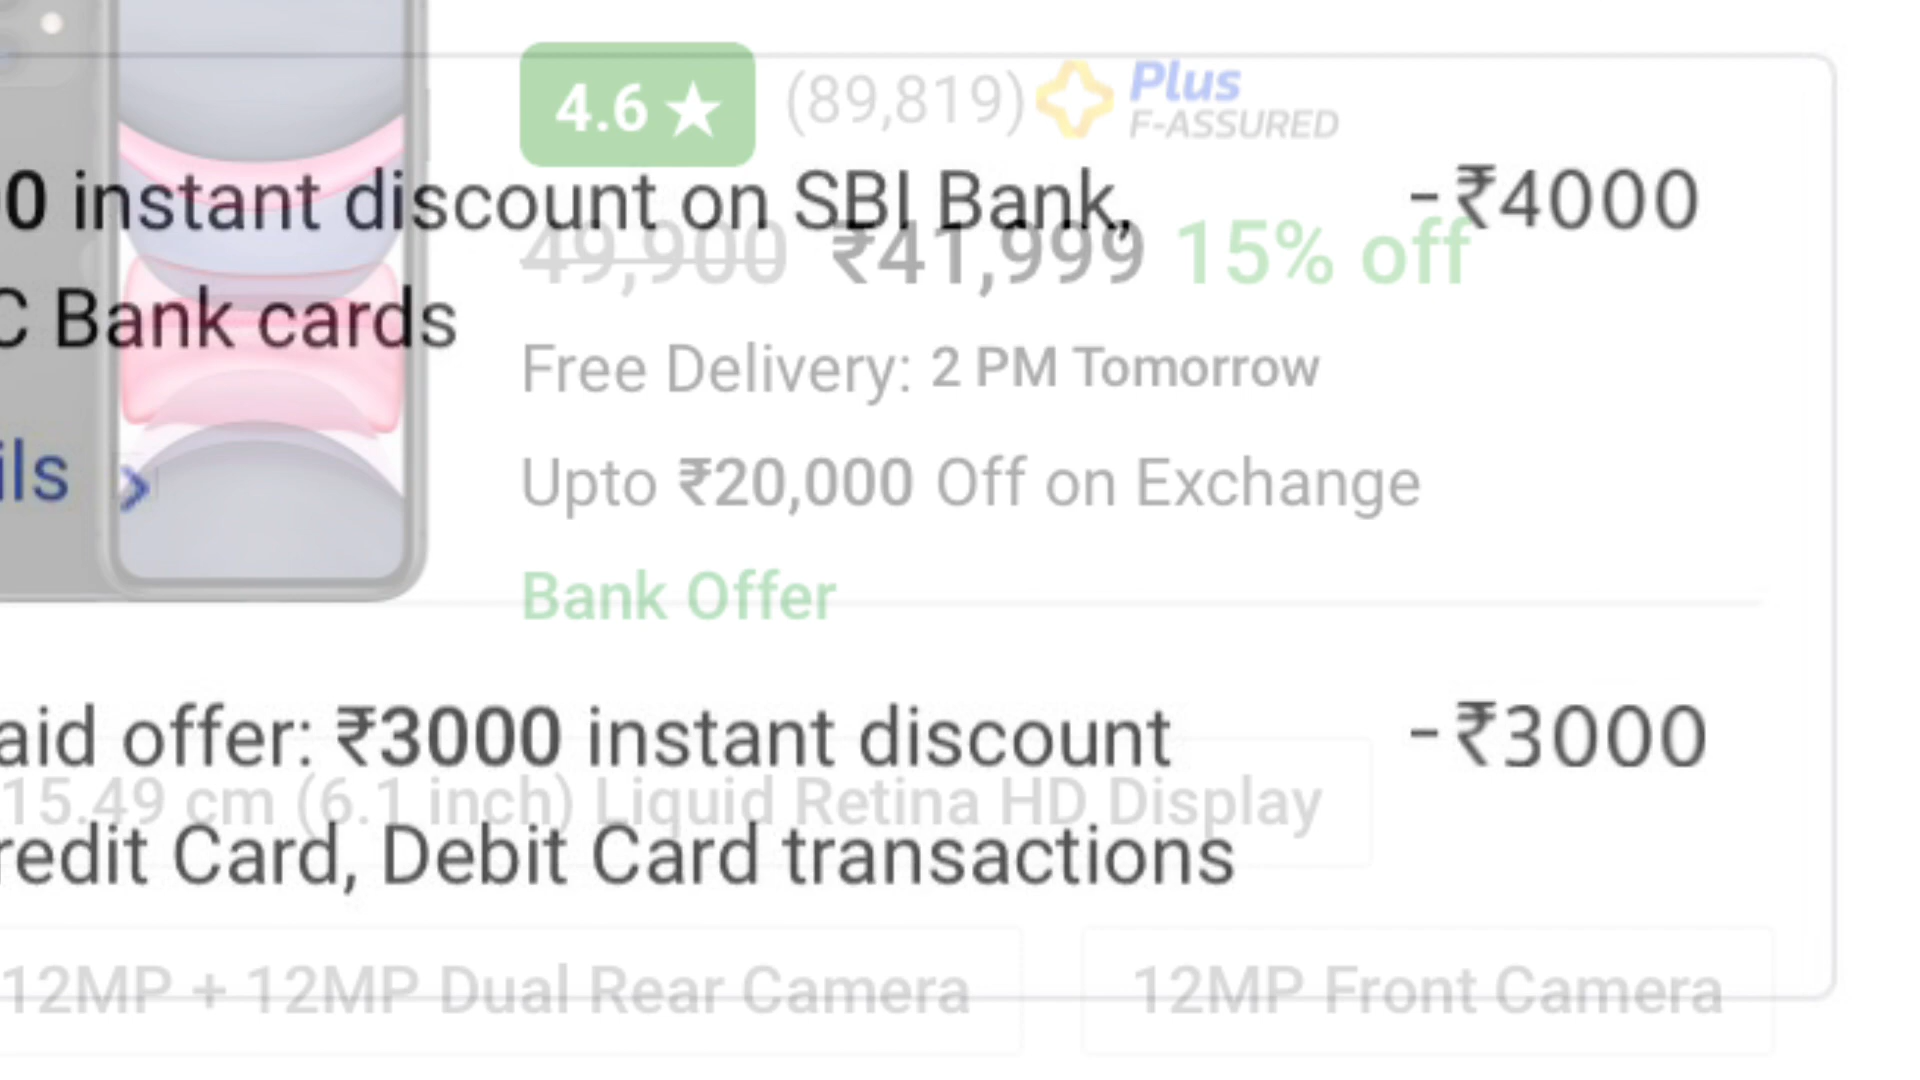 4.6★ (89,819) Plus
F-ASSURED
0 instant discount on SBI Bank, -₹4000
49,900 ₹41,999 15% off
C Bank cards
Free Delivery: 2 PM Tomorrow
ils >
Upto ₹20,000 Off on Exchange
Bank Offer
aid offer: ₹3000 instant discount -₹3000
15.49 cm (6.1 inch) Liquid Retina HD Display
redit Card, Debit Card transactions
12MP + 12MP Dual Rear Camera 12MP Front Camera